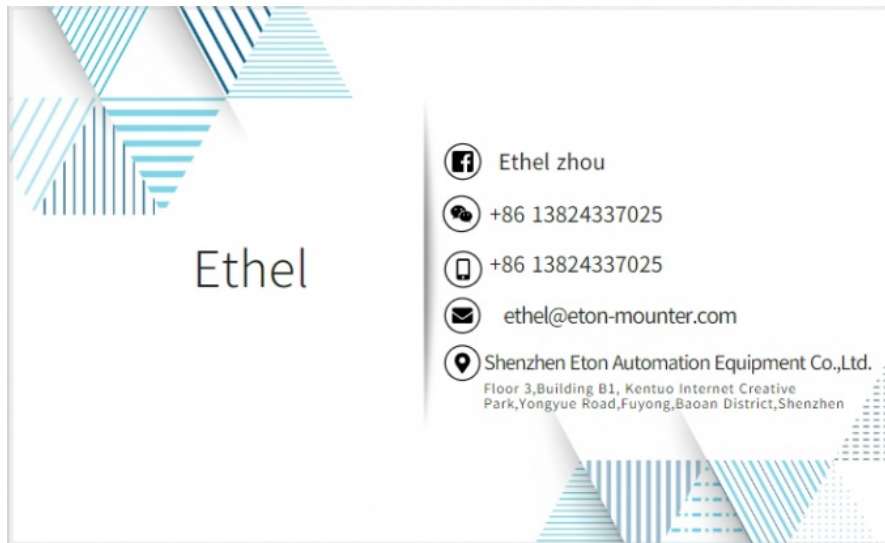 Ethel
Ethel zhou
+86 13824337025
+86 13824337025
ethel@eton-mounter.com
Shenzhen Eton Automation Equipment Co.,Ltd.
Floor 3,Building B1, Kentuo Internet Creative
Park,Yongyue Road,Fuyong,Baoan District,Shenzhen